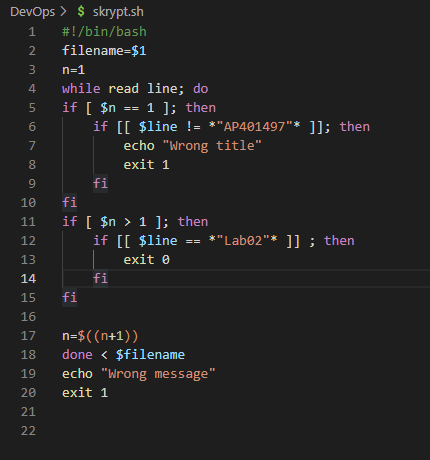 DevOps > $ skrypt.sh
1 #!/bin/bash
2 filename=$1
3 n=1
4 while read line; do
5 if [ $n == 1 ]; then
6     if [[ $line != *"AP401497"* ]]; then
7         echo "Wrong title"
8         exit 1
9     fi
10 fi
11 if [ $n > 1 ]; then
12     if [[ $line == *"Lab02"* ]] ; then
13         exit 0
14     fi
15 fi
16
17 n=$((n+1))
18 done < $filename
19 echo "Wrong message"
20 exit 1
21
22